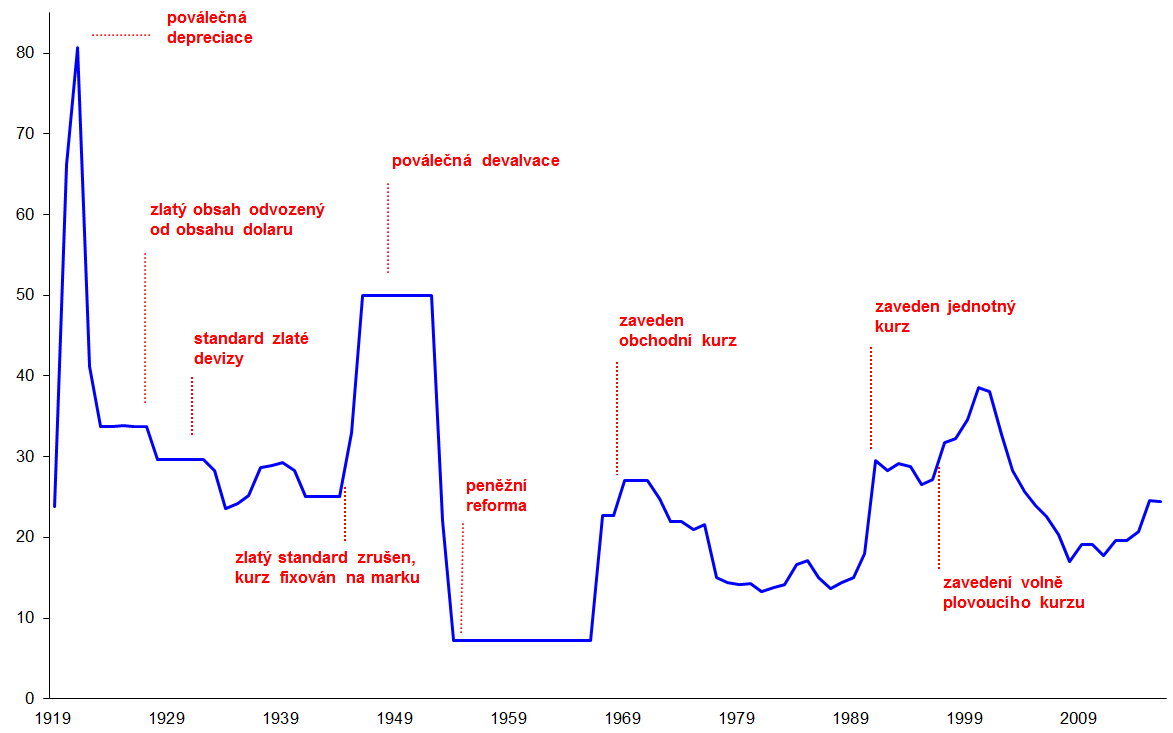 poválečná
depreciace
80
70
poválečná devalvace
zlatý obsah odvozený
od obsahu dolaru
60
50
zaveden jednotný
kurz
zaveden
obchodní kurz
standard zlaté
devizy
40
30
peněžní
reforma
20
zlatý standard zrušen,
kurz fixován na marku
zavedení volně
plovoucího kurzu
10
0
1919 1929 1939 1949 1959 1969 1979 1989 1999 2009